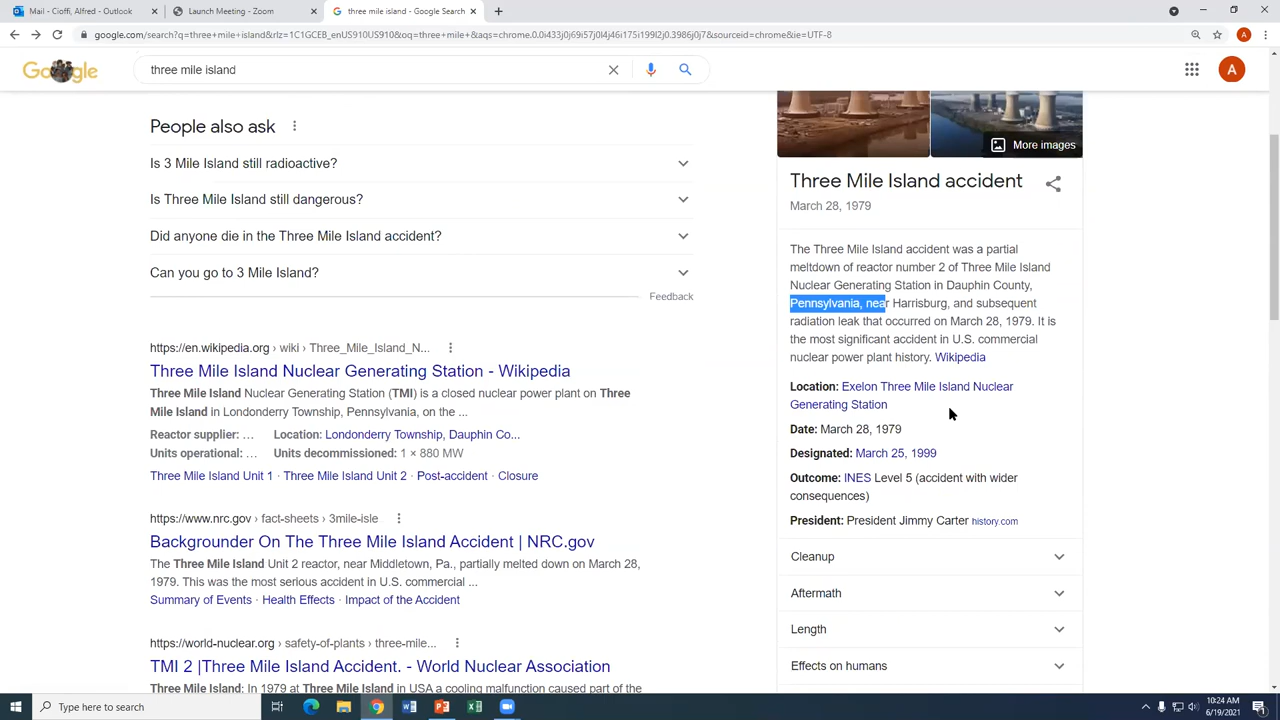 Mail - Cioffi, Alfred - Outlook
Launch Meeting - Zoom
three mile island - Google Search
google.com/search?q=three+mile+island&rlz=1C1GCEB_enUS910US910&oq=three+mile+&aqs=chrome.0.0i433j0j69i57j0l4j46i175i199l2j0.3986j0j7&sourceid=chrome&ie=UTF-8
A
Google
three mile island
A
People also ask
Is 3 Mile Island still radioactive?
Is Three Mile Island still dangerous?
Did anyone die in the Three Mile Island accident?
Can you go to 3 Mile Island?
Feedback
https://en.wikipedia.org › wiki › Three_Mile_Island_N...
Three Mile Island Nuclear Generating Station - Wikipedia
Three Mile Island Nuclear Generating Station (TMI) is a closed nuclear power plant on Three
Mile Island in Londonderry Township, Pennsylvania, on the ...
Reactor supplier: ... Location: Londonderry Township, Dauphin Co...
Units operational: ... Units decommissioned: 1 × 880 MW
Three Mile Island Unit 1 · Three Mile Island Unit 2 · Post-accident · Closure
https://www.nrc.gov › fact-sheets › 3mile-isle
Backgrounder On The Three Mile Island Accident | NRC.gov
The Three Mile Island Unit 2 reactor, near Middletown, Pa., partially melted down on March 28,
1979. This was the most serious accident in U.S. commercial ...
Summary of Events · Health Effects · Impact of the Accident
https://world-nuclear.org › safety-of-plants › three-mile...
TMI 2 |Three Mile Island Accident. - World Nuclear Association
Three Mile Island: In 1979 at Three Mile Island in USA a cooling malfunction caused part of the
More images
Three Mile Island accident
March 28, 1979
The Three Mile Island accident was a partial
meltdown of reactor number 2 of Three Mile Island
Nuclear Generating Station in Dauphin County,
Pennsylvania, near Harrisburg, and subsequent
radiation leak that occurred on March 28, 1979. It is
the most significant accident in U.S. commercial
nuclear power plant history. Wikipedia
Location: Exelon Three Mile Island Nuclear
Generating Station
Date: March 28, 1979
Designated: March 25, 1999
Outcome: INES Level 5 (accident with wider
consequences)
President: President Jimmy Carter history.com
Cleanup
Aftermath
Length
Effects on humans
Type here to search
10:24 AM
6/19/2021